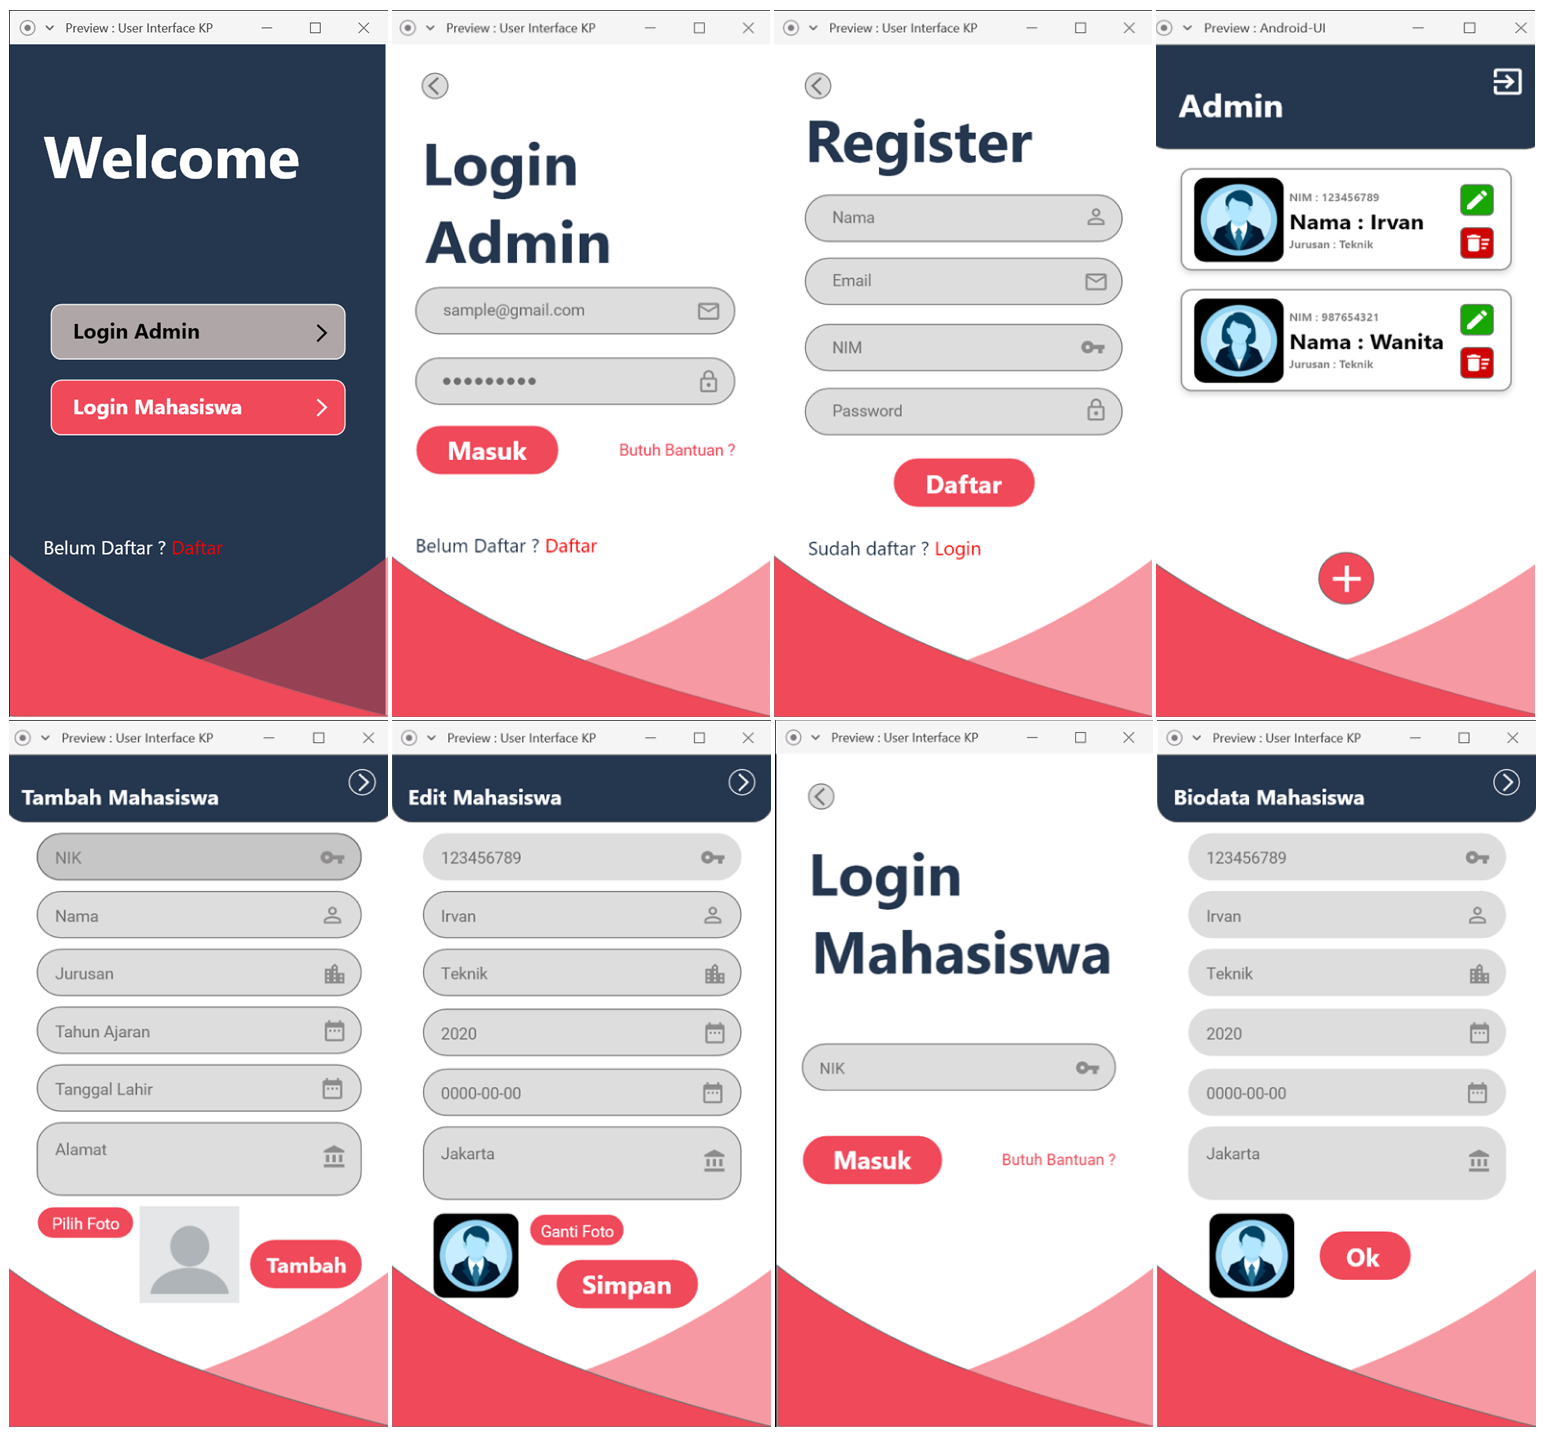 Preview : User Interface KP
Welcome
Login Admin
Login Mahasiswa
Belum Daftar ? Daftar
Preview : User Interface KP
Login
Admin
sample@gmail.com
Masuk
Butuh Bantuan ?
Belum Daftar ? Daftar
Preview : User Interface KP
Register
Nama
Email
NIM
Password
Daftar
Sudah daftar ? Login
Preview : Android-UI
Admin
NIM : 123456789
Nama : Irvan
Jurusan : Teknik
NIM : 987654321
Nama : Wanita
Jurusan : Teknik
Preview : User Interface KP
Tambah Mahasiswa
NIK
Nama
Jurusan
Tahun Ajaran
Tanggal Lahir
Alamat
Pilih Foto
Tambah
Preview : User Interface KP
Edit Mahasiswa
123456789
Irvan
Teknik
2020
0000-00-00
Jakarta
Ganti Foto
Simpan
Preview : User Interface KP
Login
Mahasiswa
NIK
Masuk
Butuh Bantuan ?
Preview : User Interface KP
Biodata Mahasiswa
123456789
Irvan
Teknik
2020
0000-00-00
Jakarta
Ok